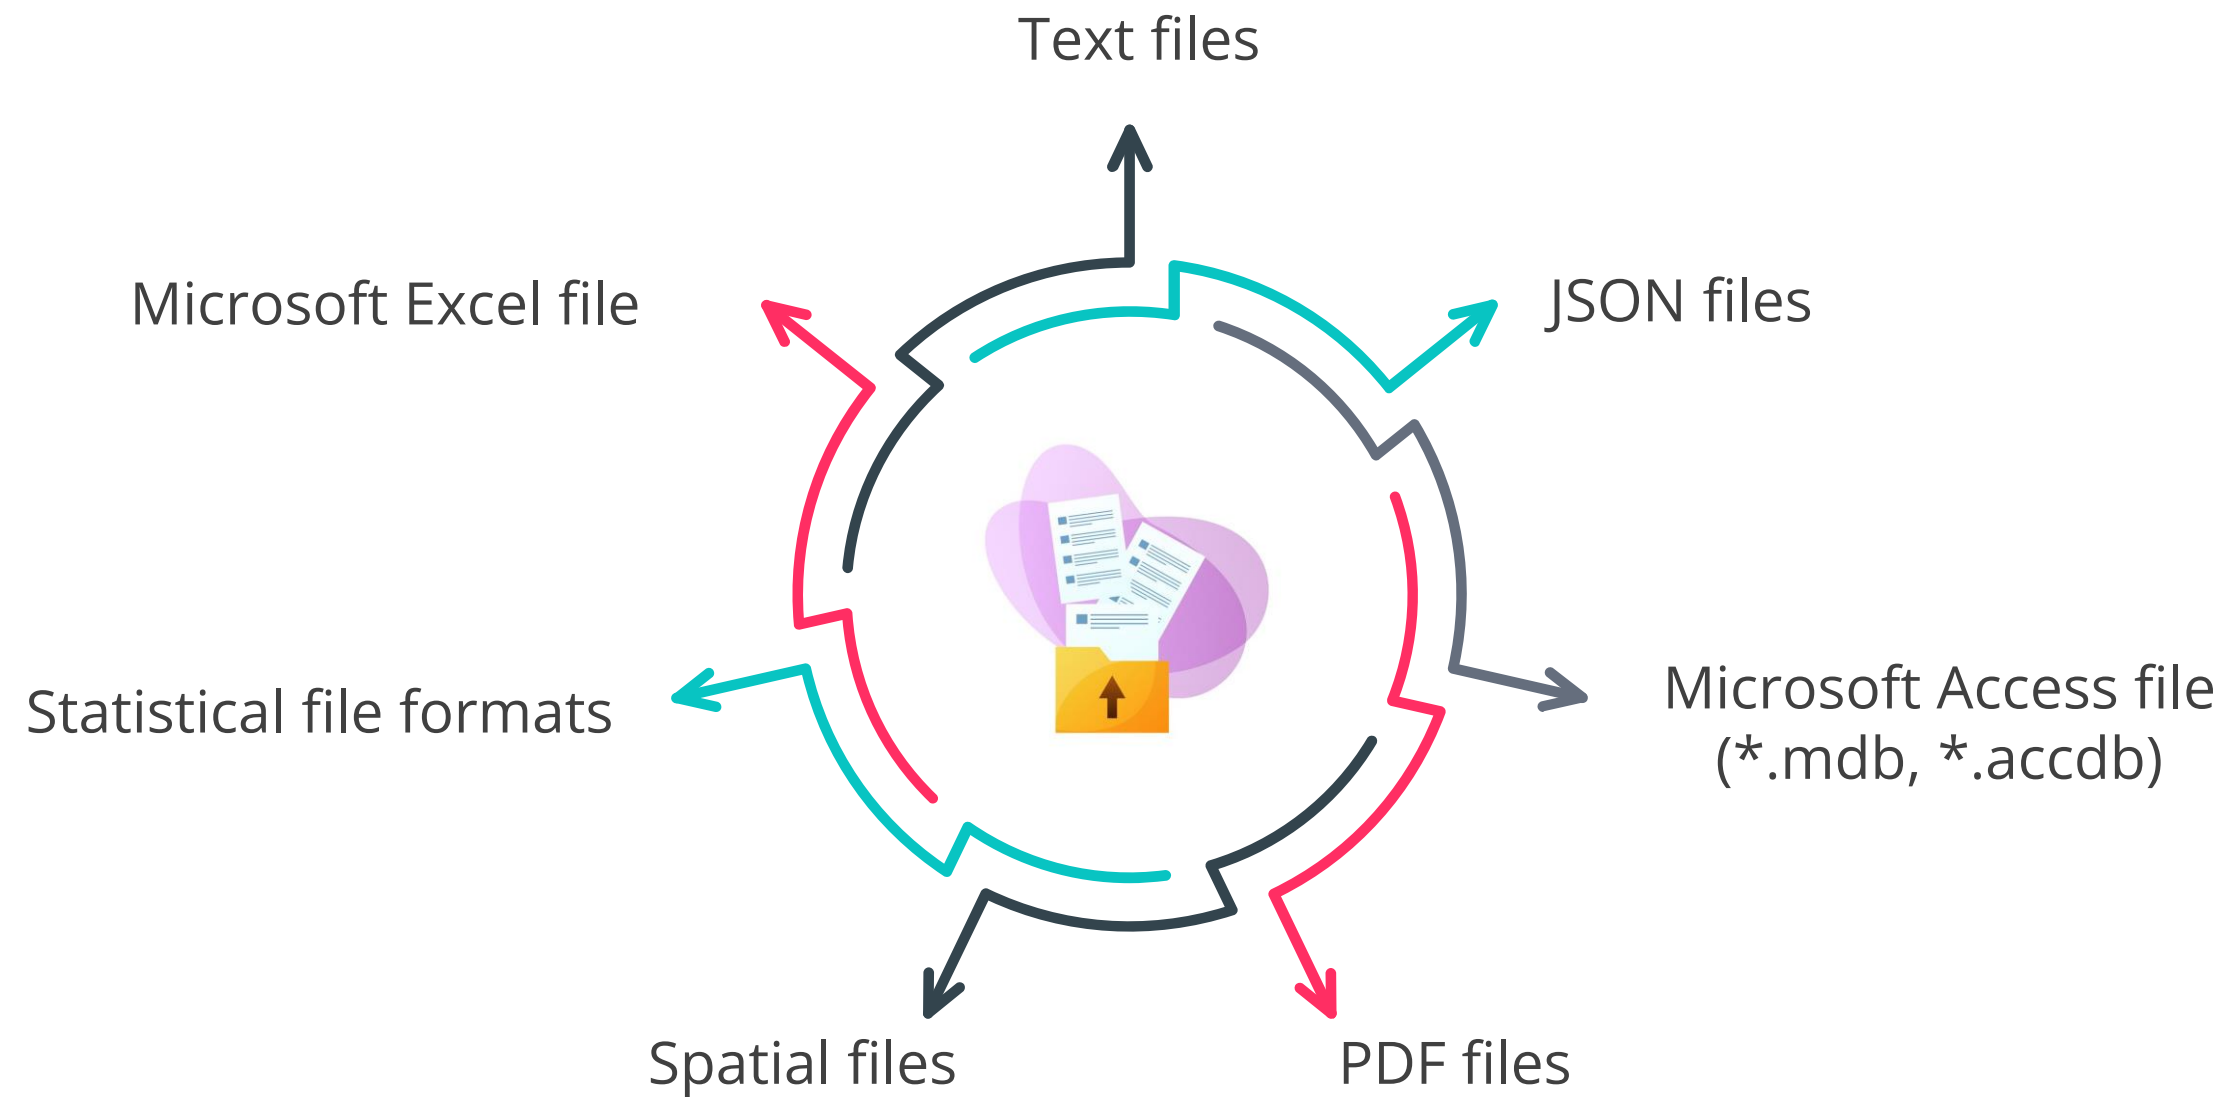 Text files
Microsoft Excel file
JSON files
Statistical file formats
Microsoft Access file
(*.mdb, *.accdb)
Spatial files
PDF files